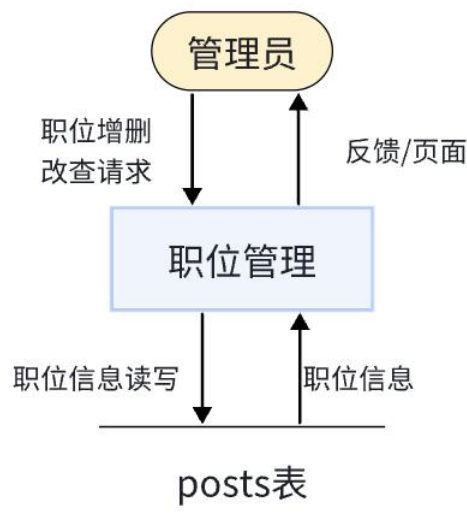 管理员
职位增删
改查请求
反馈/页面
职位管理
职位信息读写
职位信息
posts表